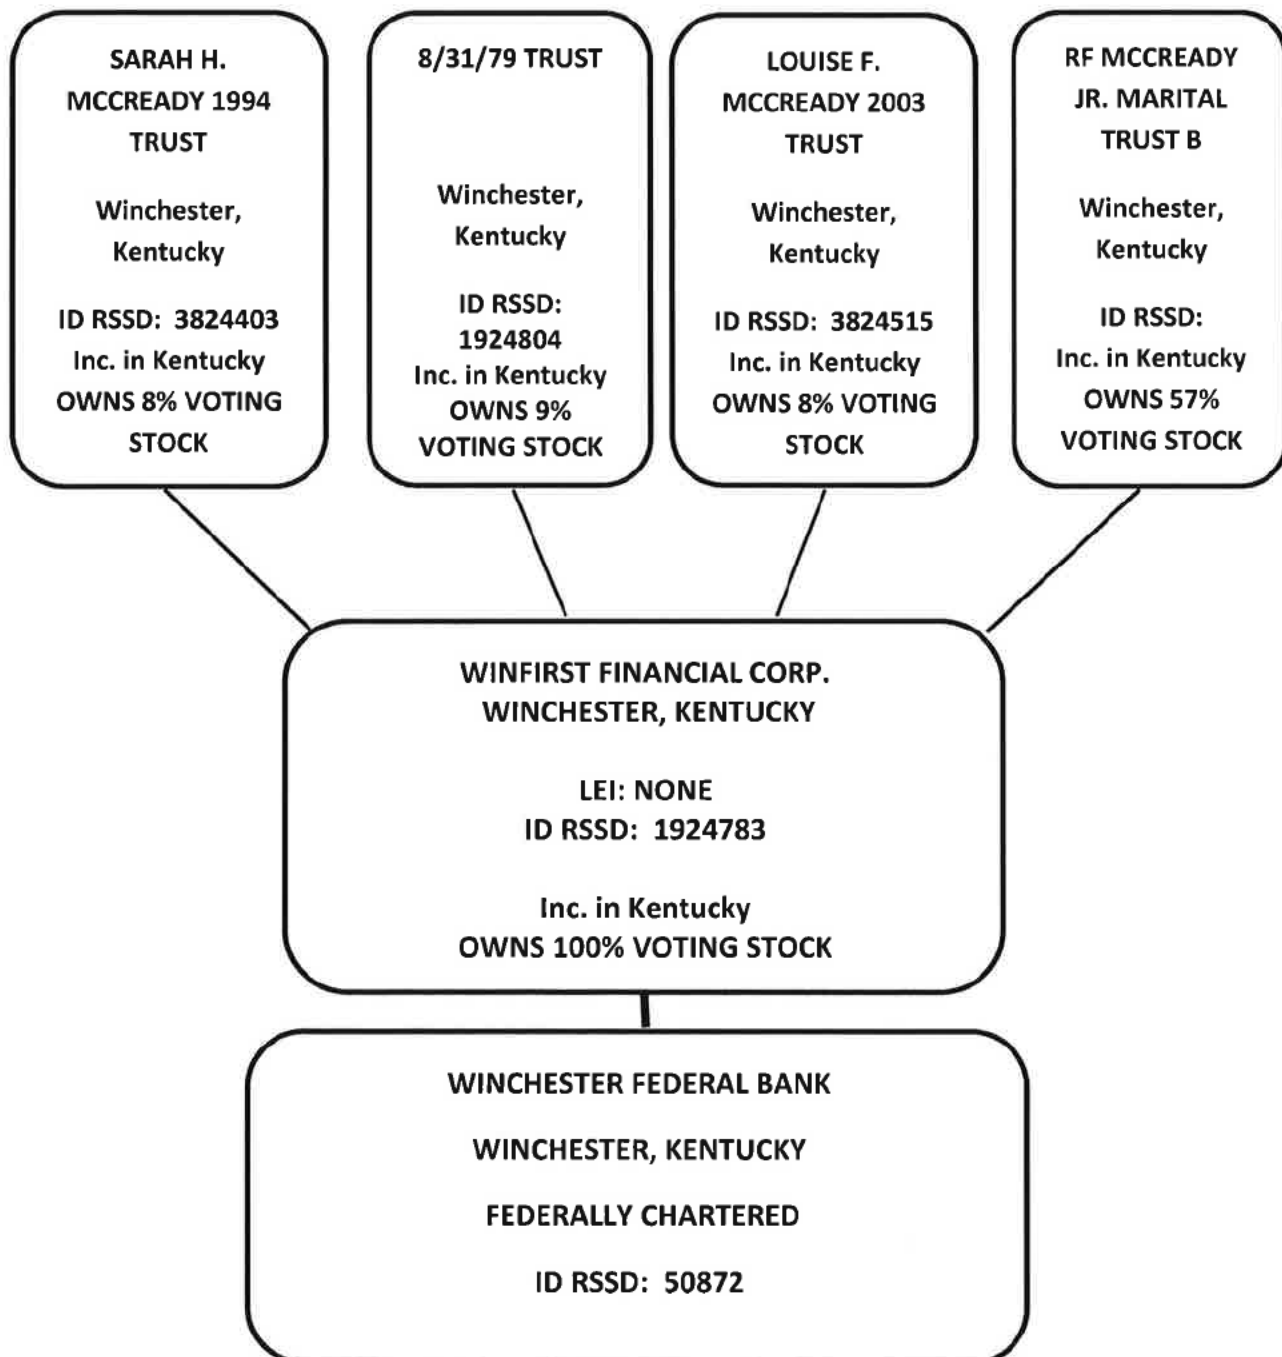 SARAH H.
MCCREADY 1994
TRUST
Winchester,
Kentucky
ID RSSD: 3824403
Inc. in Kentucky
OWNS 8% VOTING
STOCK
8/31/79 TRUST
Winchester,
Kentucky
ID RSSD:
1924804
Inc. in Kentucky
OWNS 9%
VOTING STOCK
LOUISE F.
MCCREADY 2003
TRUST
Winchester,
Kentucky
ID RSSD: 3824515
Inc. in Kentucky
OWNS 8% VOTING
STOCK
RF MCCREADY
JR. MARITAL
TRUST B
Winchester,
Kentucky
ID RSSD:
Inc. in Kentucky
OWNS 57%
VOTING STOCK
WINFIRST FINANCIAL CORP.
WINCHESTER, KENTUCKY
LEI: NONE
ID RSSD: 1924783
Inc. in Kentucky
OWNS 100% VOTING STOCK
WINCHESTER FEDERAL BANK
WINCHESTER, KENTUCKY
FEDERALLY CHARTERED
ID RSSD: 50872